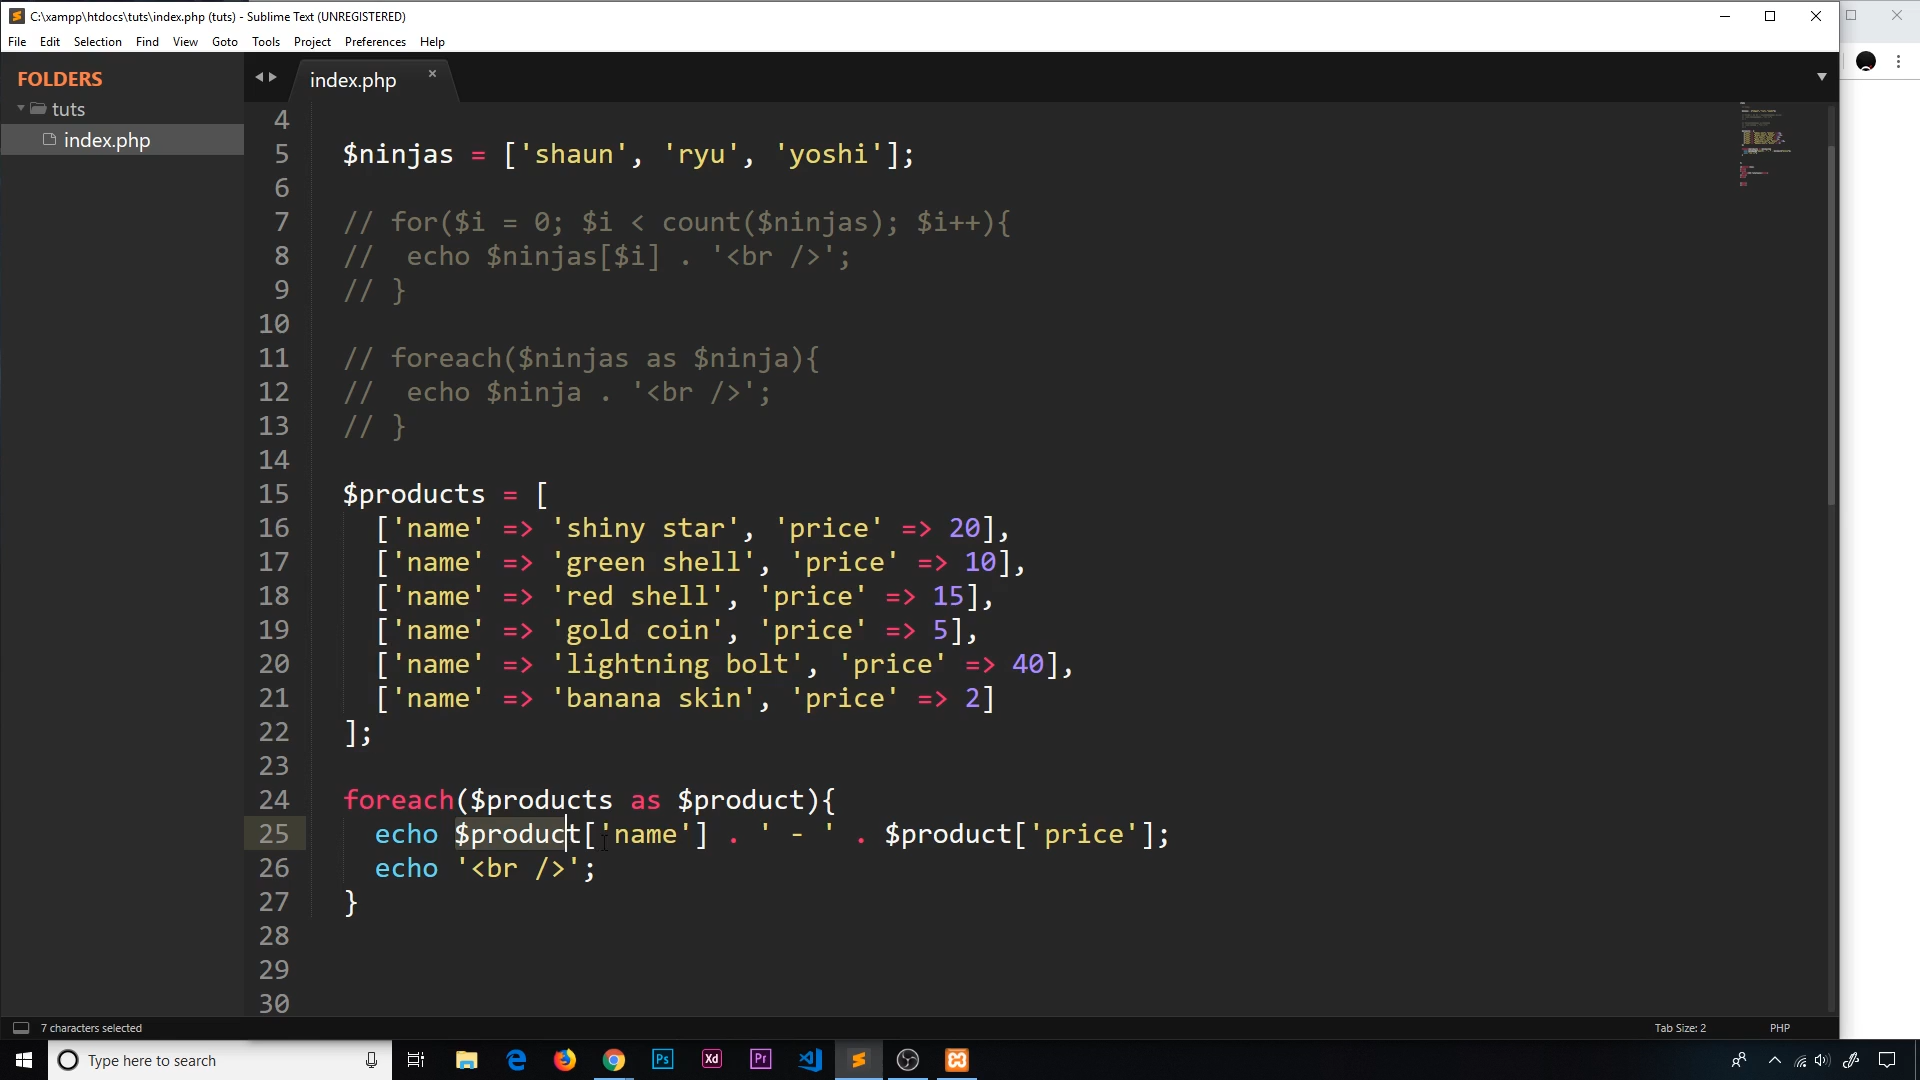 C:\xampp\htdocs\tuts\index.php (tuts) - Sublime Text (UNREGISTERED)
File Edit Selection Find View Goto Tools Project Preferences Help
FOLDERS
tuts
index.php
index.php
4
5 $ninjas = ['shaun', 'ryu', 'yoshi'];
6
7 // for($i = 0; $i < count($ninjas); $i++){
8 //  echo $ninjas[$i] . '<br />';
9 // }
10
11 // foreach($ninjas as $ninja){
12 //  echo $ninja . '<br />';
13 // }
14
15 $products = [
16   ['name' => 'shiny star', 'price' => 20],
17   ['name' => 'green shell', 'price' => 10],
18   ['name' => 'red shell', 'price' => 15],
19   ['name' => 'gold coin', 'price' => 5],
20   ['name' => 'lightning bolt', 'price' => 40],
21   ['name' => 'banana skin', 'price' => 2]
22 ];
23
24 foreach($products as $product){
25   echo $product['name'] . ' - ' . $product['price'];
26   echo '<br />';
27 }
28
29
30
7 characters selected
Tab Size: 2 PHP
Type here to search
Ps
Xd
Pr